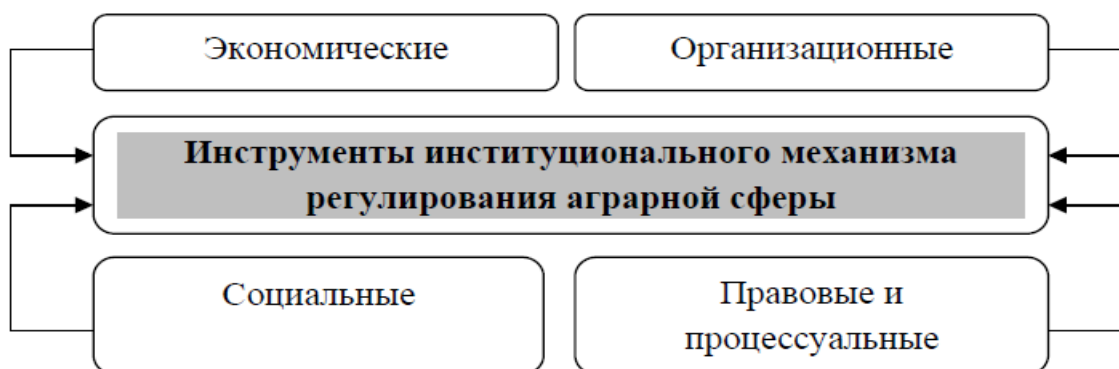 Экономические
Организационные
Инструменты институционального механизма
регулирования аграрной сферы
Социальные
Правовые и
процессуальные